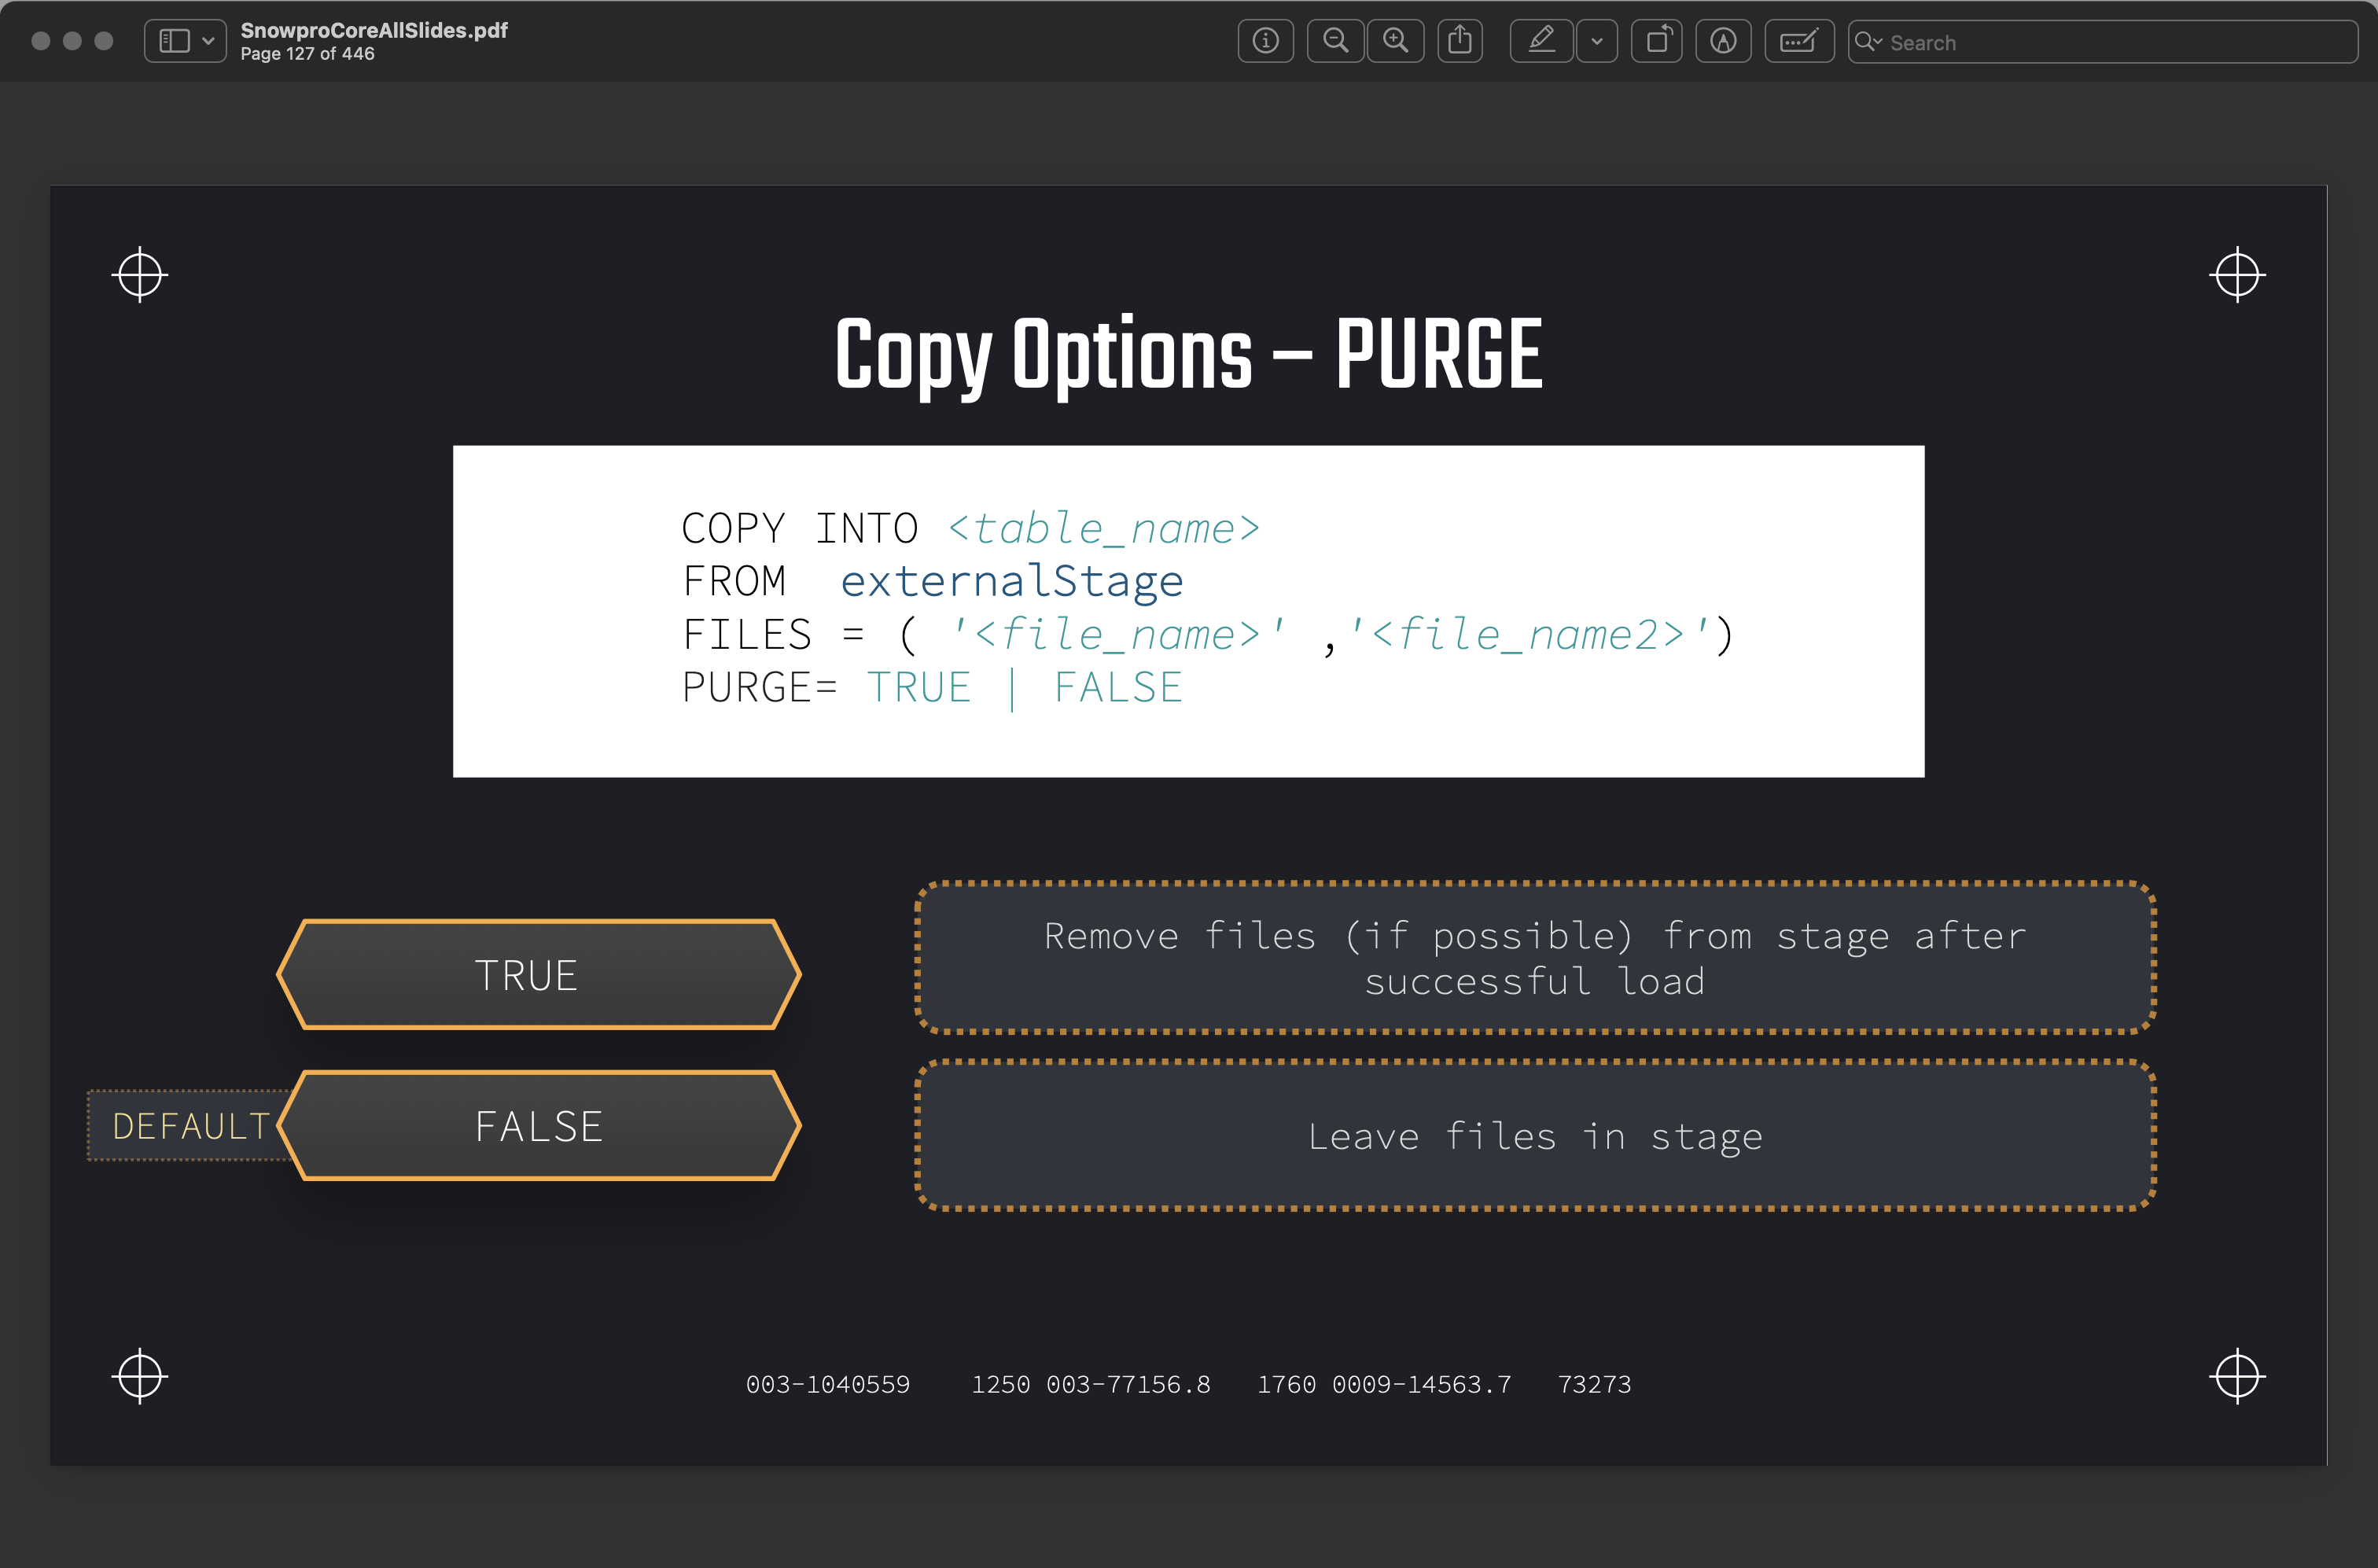 SnowproCoreAllSlides.pdf
Page 127 of 446
Search
Copy Options – PURGE
COPY INTO <table_name>
FROM  externalStage
FILES = ( '<file_name>' ,'<file_name2>')
PURGE= TRUE | FALSE
TRUE
Remove files (if possible) from stage after
successful load
DEFAULT
FALSE
Leave files in stage
003-1040559    1250 003-77156.8   1760 0009-14563.7   73273